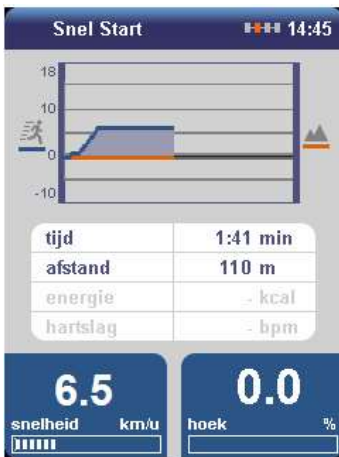 Snel Start 14:45
18
10
0
-10
tijd 1:41 min
afstand 110 m
energie - kcal
hartslag - bpm
6.5 0.0
snelheid km/u hoek %